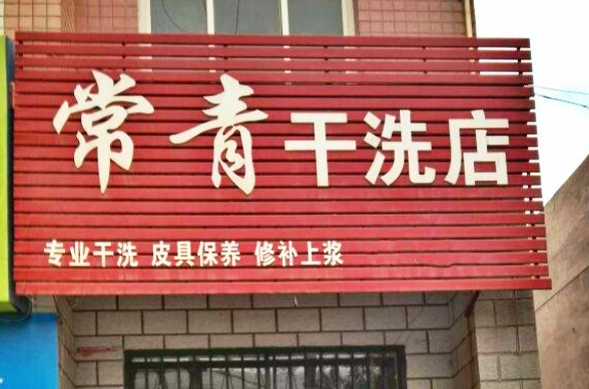 常青干洗店
专业干洗 皮具保养 修补上浆